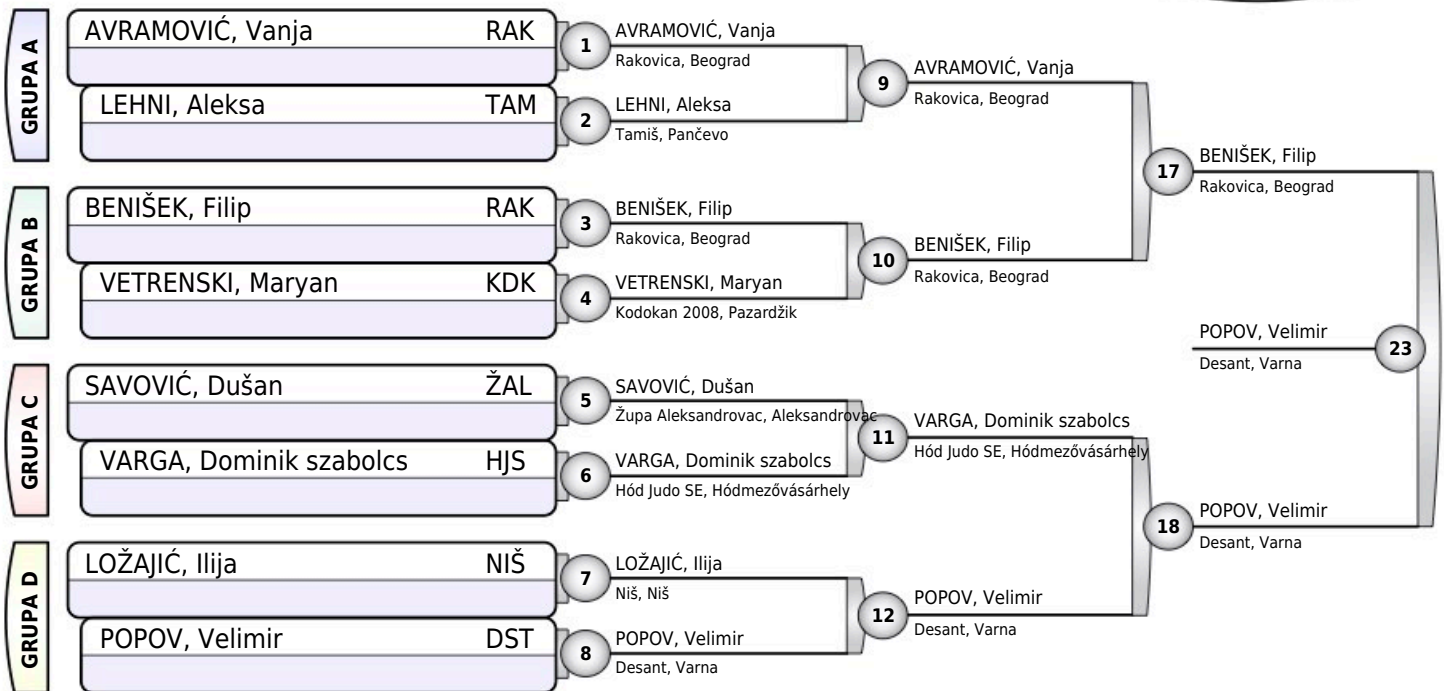 GRUPA A
AVRAMOVIĆ, Vanja RAK
LEHNI, Aleksa TAM
GRUPA B
BENIŠEK, Filip RAK
VETRENSKI, Maryan KDK
GRUPA C
SAVOVIĆ, Dušan ŽAL
VARGA, Dominik szabolcs HJS
GRUPA D
LOŽAJIĆ, Ilija NIŠ
POPOV, Velimir DST
1
AVRAMOVIĆ, Vanja
Rakovica, Beograd
2
LEHNI, Aleksa
Tamiš, Pančevo
3
BENIŠEK, Filip
Rakovica, Beograd
4
VETRENSKI, Maryan
Kodokan 2008, Pazardžik
5
SAVOVIĆ, Dušan
Župa Aleksandrovac, Aleksandrovac
6
VARGA, Dominik szabolcs
Hód Judo SE, Hódmezővásárhely
7
LOŽAJIĆ, Ilija
Niš, Niš
8
POPOV, Velimir
Desant, Varna
9
AVRAMOVIĆ, Vanja
Rakovica, Beograd
10
BENIŠEK, Filip
Rakovica, Beograd
11
VARGA, Dominik szabolcs
Hód Judo SE, Hódmezővásárhely
12
POPOV, Velimir
Desant, Varna
17
BENIŠEK, Filip
Rakovica, Beograd
18
POPOV, Velimir
Desant, Varna
POPOV, Velimir
Desant, Varna
23